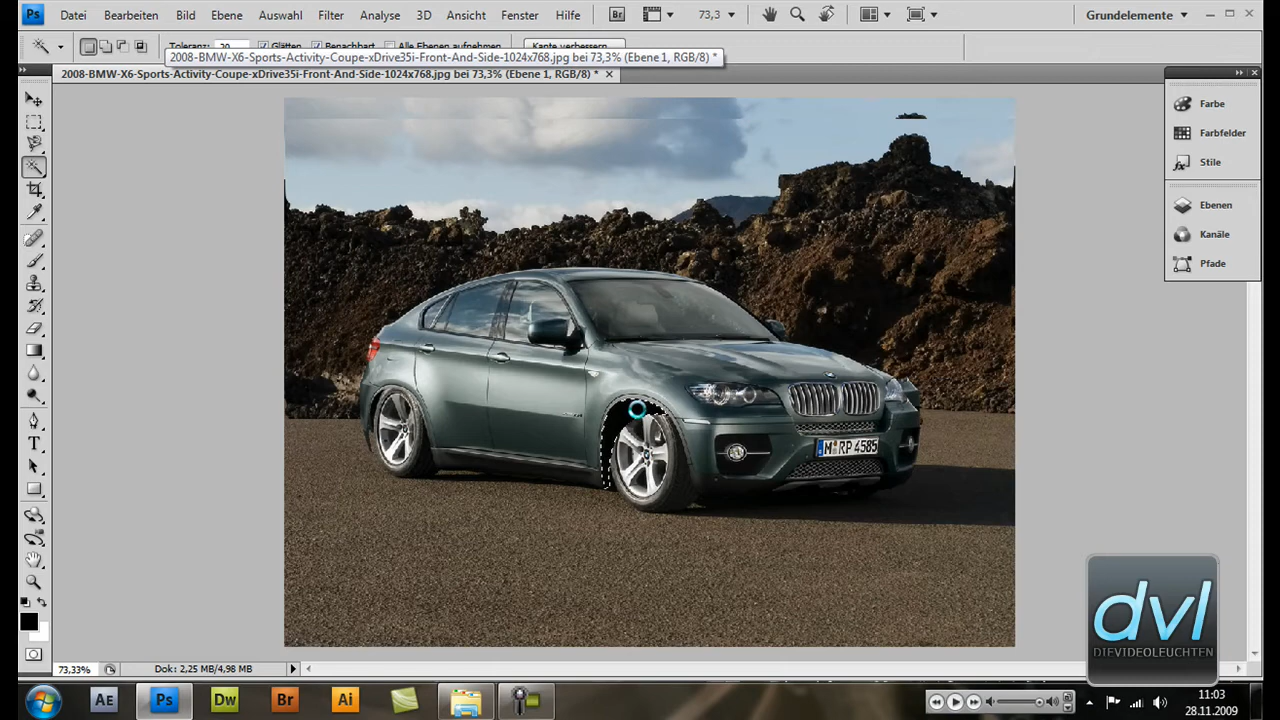 Ps Datei Bearbeiten Bild Ebene Auswahl Filter Analyse 3D Ansicht Fenster Hilfe Br 73,3 Grundelemente
Toleranz: 20 Glätten Benachbart Alle Ebenen aufnehmen Kante verbessern...
2008-BMW-X6-Sports-Activity-Coupe-xDrive35i-Front-And-Side-1024x768.jpg bei 73,3% (Ebene 1, RGB/8) *
2008-BMW-X6-Sports-Activity-Coupe-xDrive35i-Front-And-Side-1024x768.jpg bei 73,3% (Ebene 1, RGB/8) *
Farbe
Farbfelder
Stile
Ebenen
Kanäle
Pfade
M RP 4585
T
dvl
DIEVIDEOLEUCHTEN
73,33% Dok: 2,25 MB/4,98 MB
AE Ps Dw Br Ai
11:03
28.11.2009